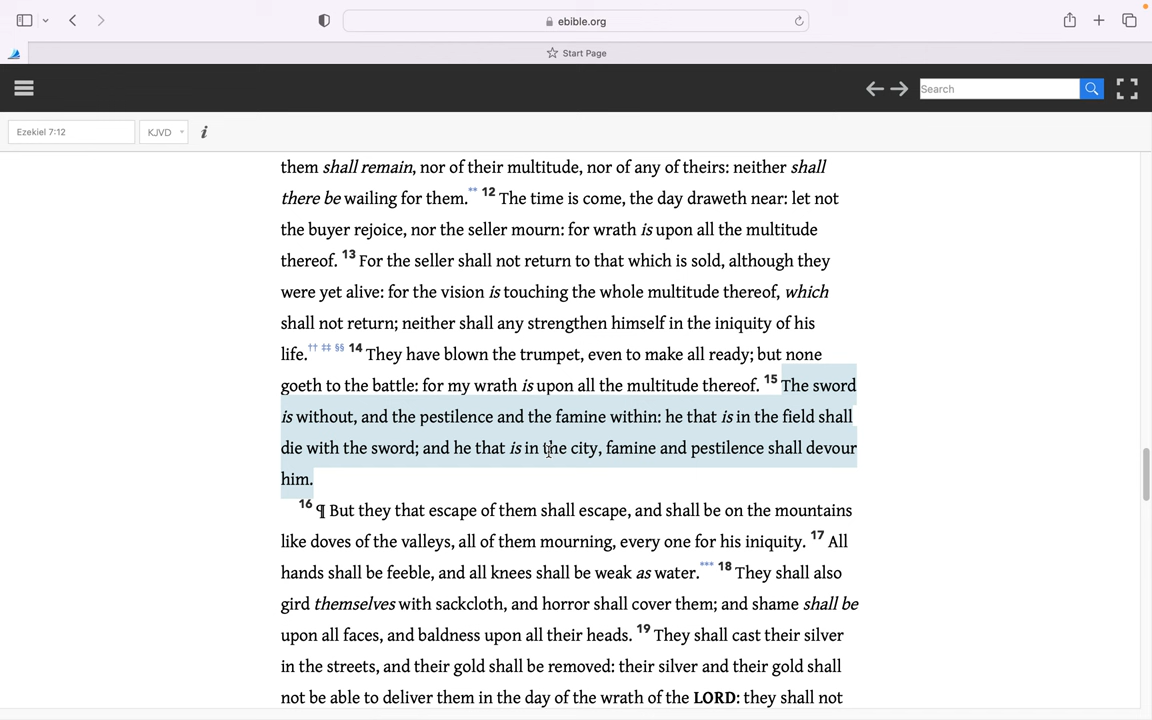 ebible.org
Start Page
Search
Ezekiel 7:12
KJVD
i
them shall remain, nor of their multitude, nor of any of theirs: neither shall
there be wailing for them.** 12 The time is come, the day draweth near: let not
the buyer rejoice, nor the seller mourn: for wrath is upon all the multitude
thereof. 13 For the seller shall not return to that which is sold, although they
were yet alive: for the vision is touching the whole multitude thereof, which
shall not return; neither shall any strengthen himself in the iniquity of his
life.†† ‡‡ §§ 14 They have blown the trumpet, even to make all ready; but none
goeth to the battle: for my wrath is upon all the multitude thereof. 15 The sword
is without, and the pestilence and the famine within: he that is in the field shall
die with the sword; and he that is in the city, famine and pestilence shall devour
him.
16 ¶ But they that escape of them shall escape, and shall be on the mountains
like doves of the valleys, all of them mourning, every one for his iniquity. 17 All
hands shall be feeble, and all knees shall be weak as water.*** 18 They shall also
gird themselves with sackcloth, and horror shall cover them; and shame shall be
upon all faces, and baldness upon all their heads. 19 They shall cast their silver
in the streets, and their gold shall be removed: their silver and their gold shall
not be able to deliver them in the day of the wrath of the LORD: they shall not